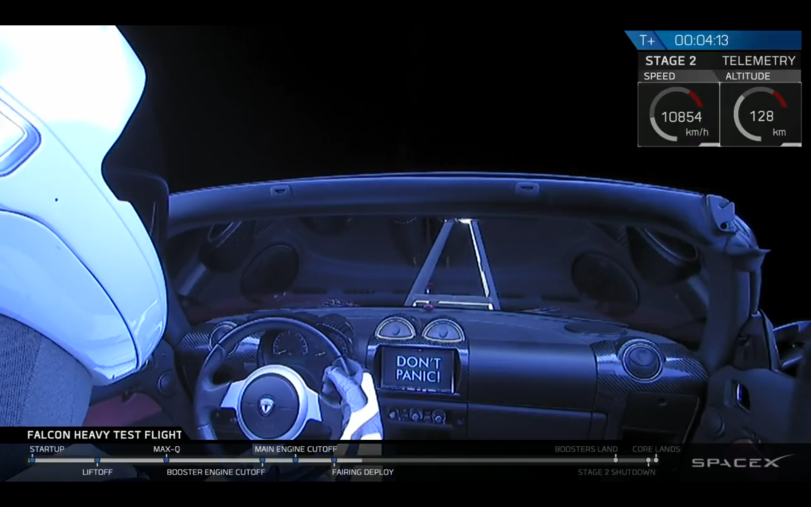 T+ 00:04:13
STAGE 2 TELEMETRY
SPEED ALTITUDE
10854 128
km/h km
DON'T
PANIC!
FALCON HEAVY TEST FLIGHT
STARTUP MAX-Q MAIN ENGINE CUTOFF BOOSTERS LAND CORE LANDS
LIFTOFF BOOSTER ENGINE CUTOFF FAIRING DEPLOY STAGE 2 SHUTDOWN
SPACEX